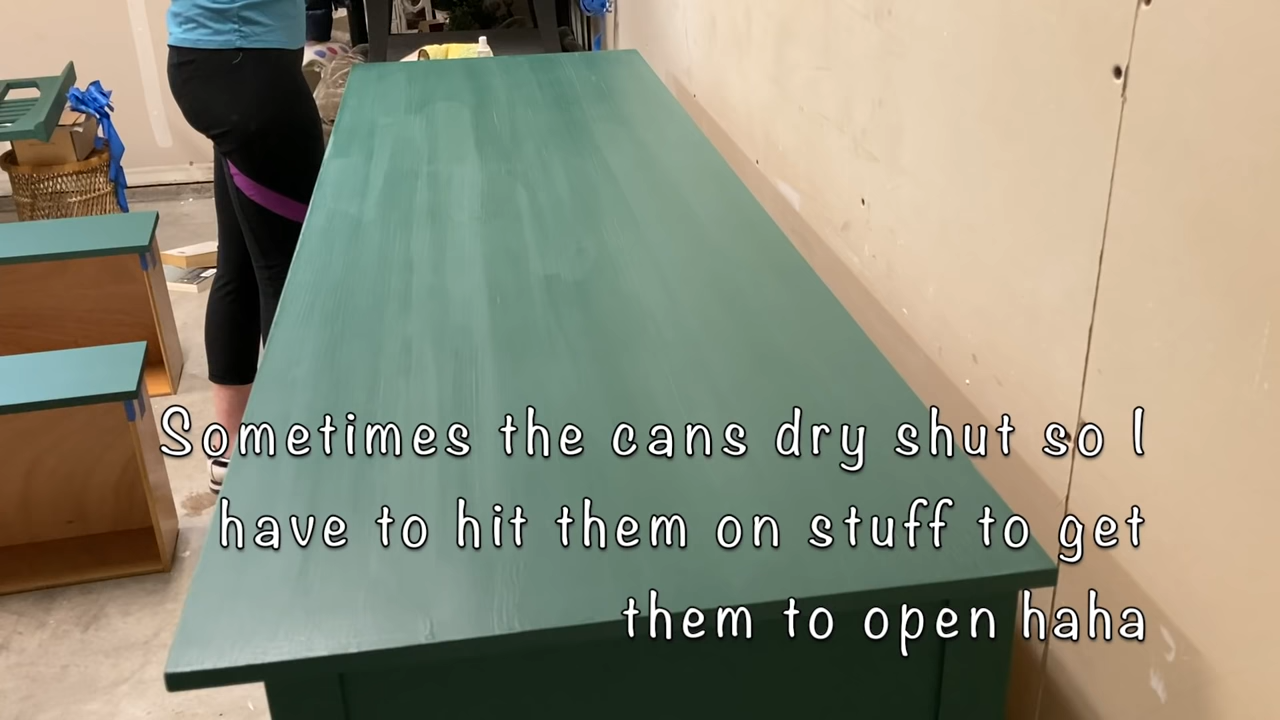 Sometimes the cans dry shut so I
have to hit them on stuff to get
them to open haha